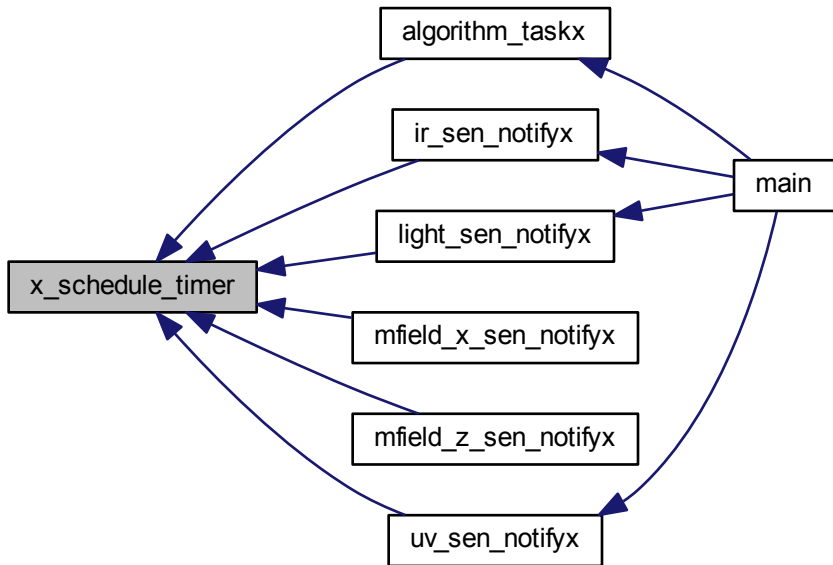 algorithm_taskx
ir_sen_notifyx
main
light_sen_notifyx
x_schedule_timer
mfield_x_sen_notifyx
mfield_z_sen_notifyx
uv_sen_notifyx